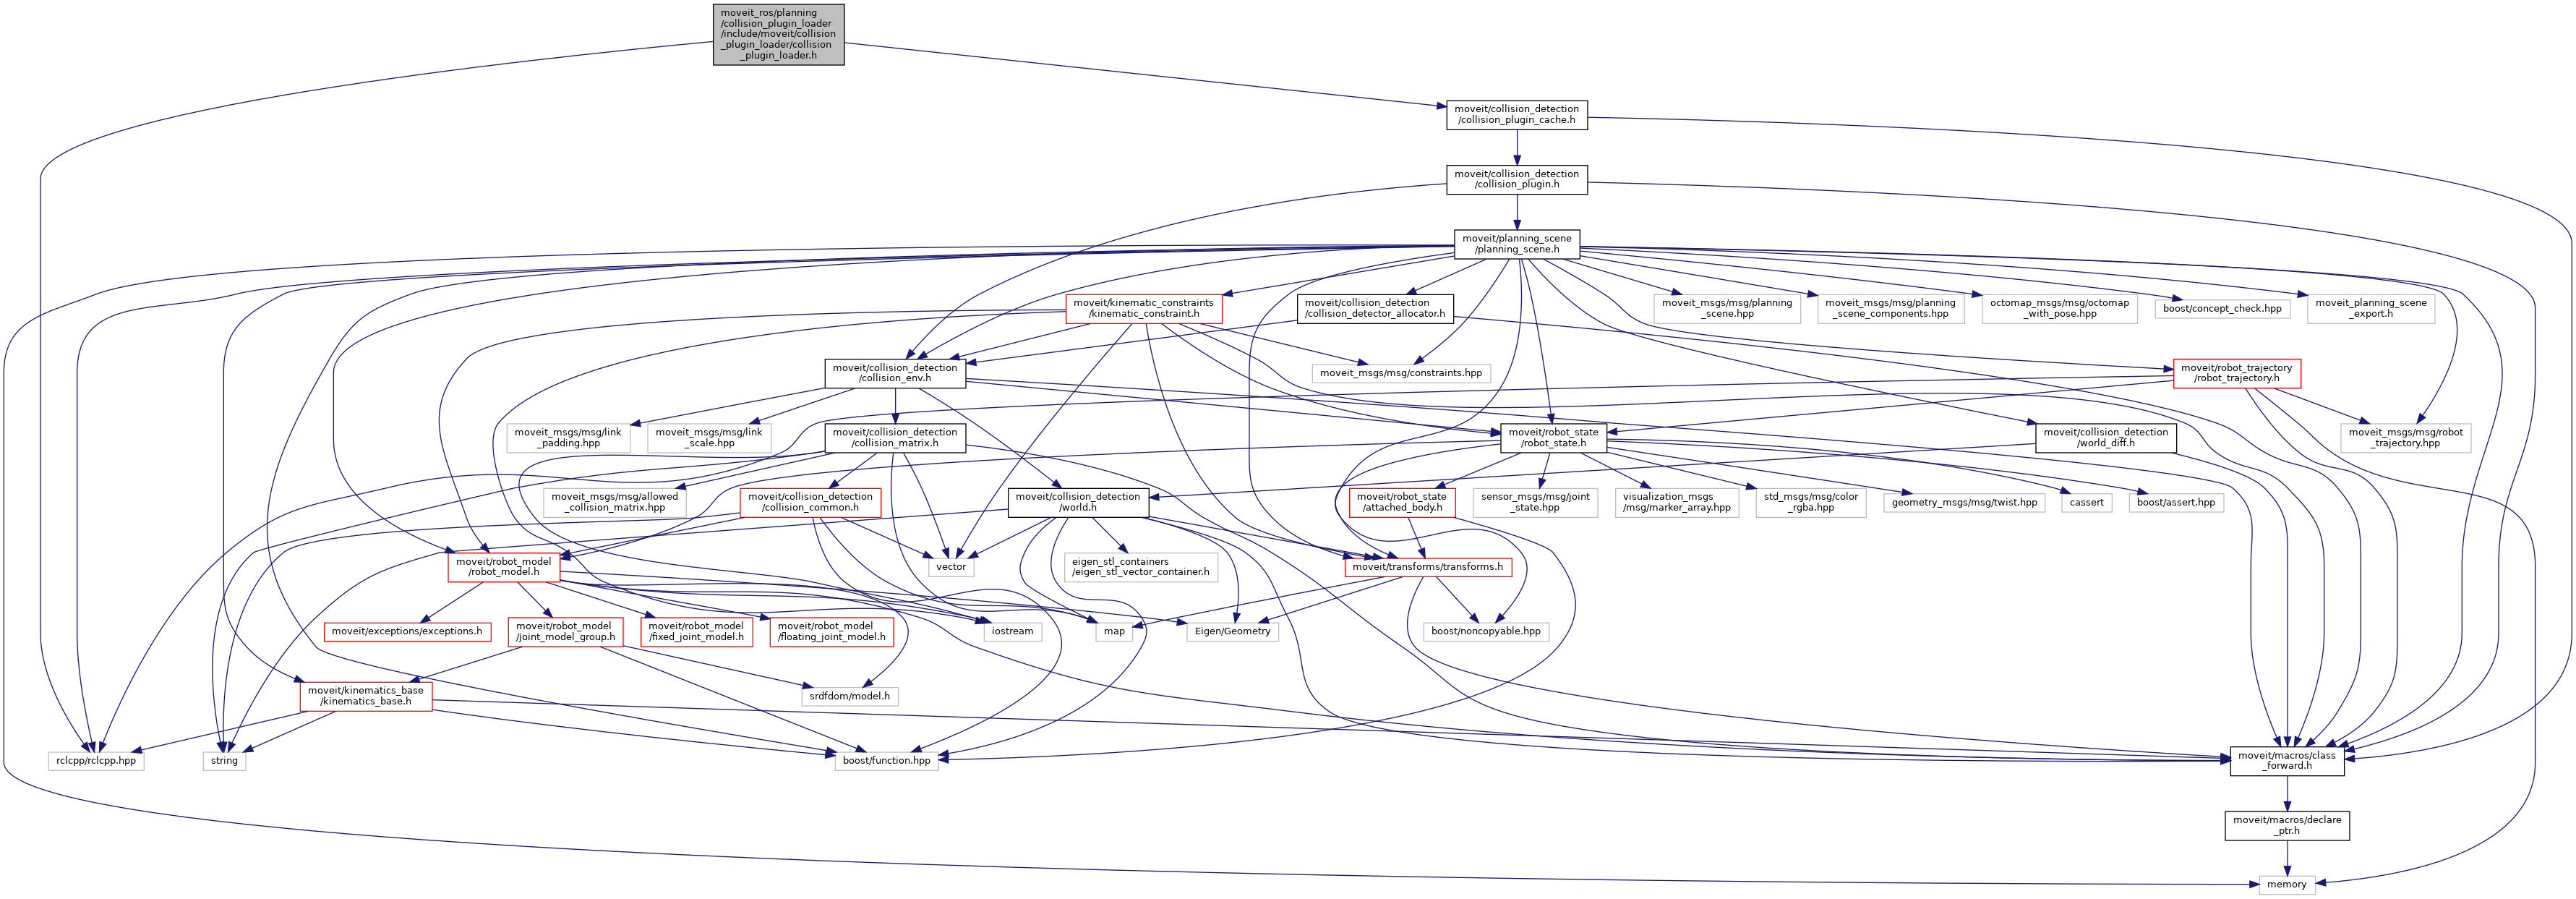 moveit_ros/planning
/collision_plugin_loader
/include/moveit/collision
_plugin_loader/collision
_plugin_loader.h
moveit/collision_detection
/collision_plugin_cache.h
moveit/collision_detection
/collision_plugin.h
moveit/planning_scene
/planning_scene.h
moveit/kinematic_constraints
/kinematic_constraint.h
moveit/collision_detection
/collision_detector_allocator.h
moveit_msgs/msg/planning
_scene.hpp
moveit_msgs/msg/planning
_scene_components.hpp
octomap_msgs/msg/octomap
_with_pose.hpp
boost/concept_check.hpp
moveit_planning_scene
_export.h
moveit/collision_detection
/collision_env.h
moveit_msgs/msg/constraints.hpp
moveit/robot_trajectory
/robot_trajectory.h
moveit_msgs/msg/link
_padding.hpp
moveit_msgs/msg/link
_scale.hpp
moveit/collision_detection
/collision_matrix.h
moveit/robot_state
/robot_state.h
moveit/collision_detection
/world_diff.h
moveit_msgs/msg/robot
_trajectory.hpp
moveit_msgs/msg/allowed
_collision_matrix.hpp
moveit/collision_detection
/collision_common.h
moveit/collision_detection
/world.h
moveit/robot_state
/attached_body.h
sensor_msgs/msg/joint
_state.hpp
visualization_msgs
/msg/marker_array.hpp
std_msgs/msg/color
_rgba.hpp
geometry_msgs/msg/twist.hpp
cassert
boost/assert.hpp
moveit/robot_model
/robot_model.h
vector
eigen_stl_containers
/eigen_stl_vector_container.h
moveit/transforms/transforms.h
moveit/exceptions/exceptions.h
moveit/robot_model
/joint_model_group.h
moveit/robot_model
/fixed_joint_model.h
moveit/robot_model
/floating_joint_model.h
iostream
map
Eigen/Geometry
boost/noncopyable.hpp
moveit/kinematics_base
/kinematics_base.h
srdfdom/model.h
rclcpp/rclcpp.hpp
string
boost/function.hpp
moveit/macros/class
_forward.h
moveit/macros/declare
_ptr.h
memory